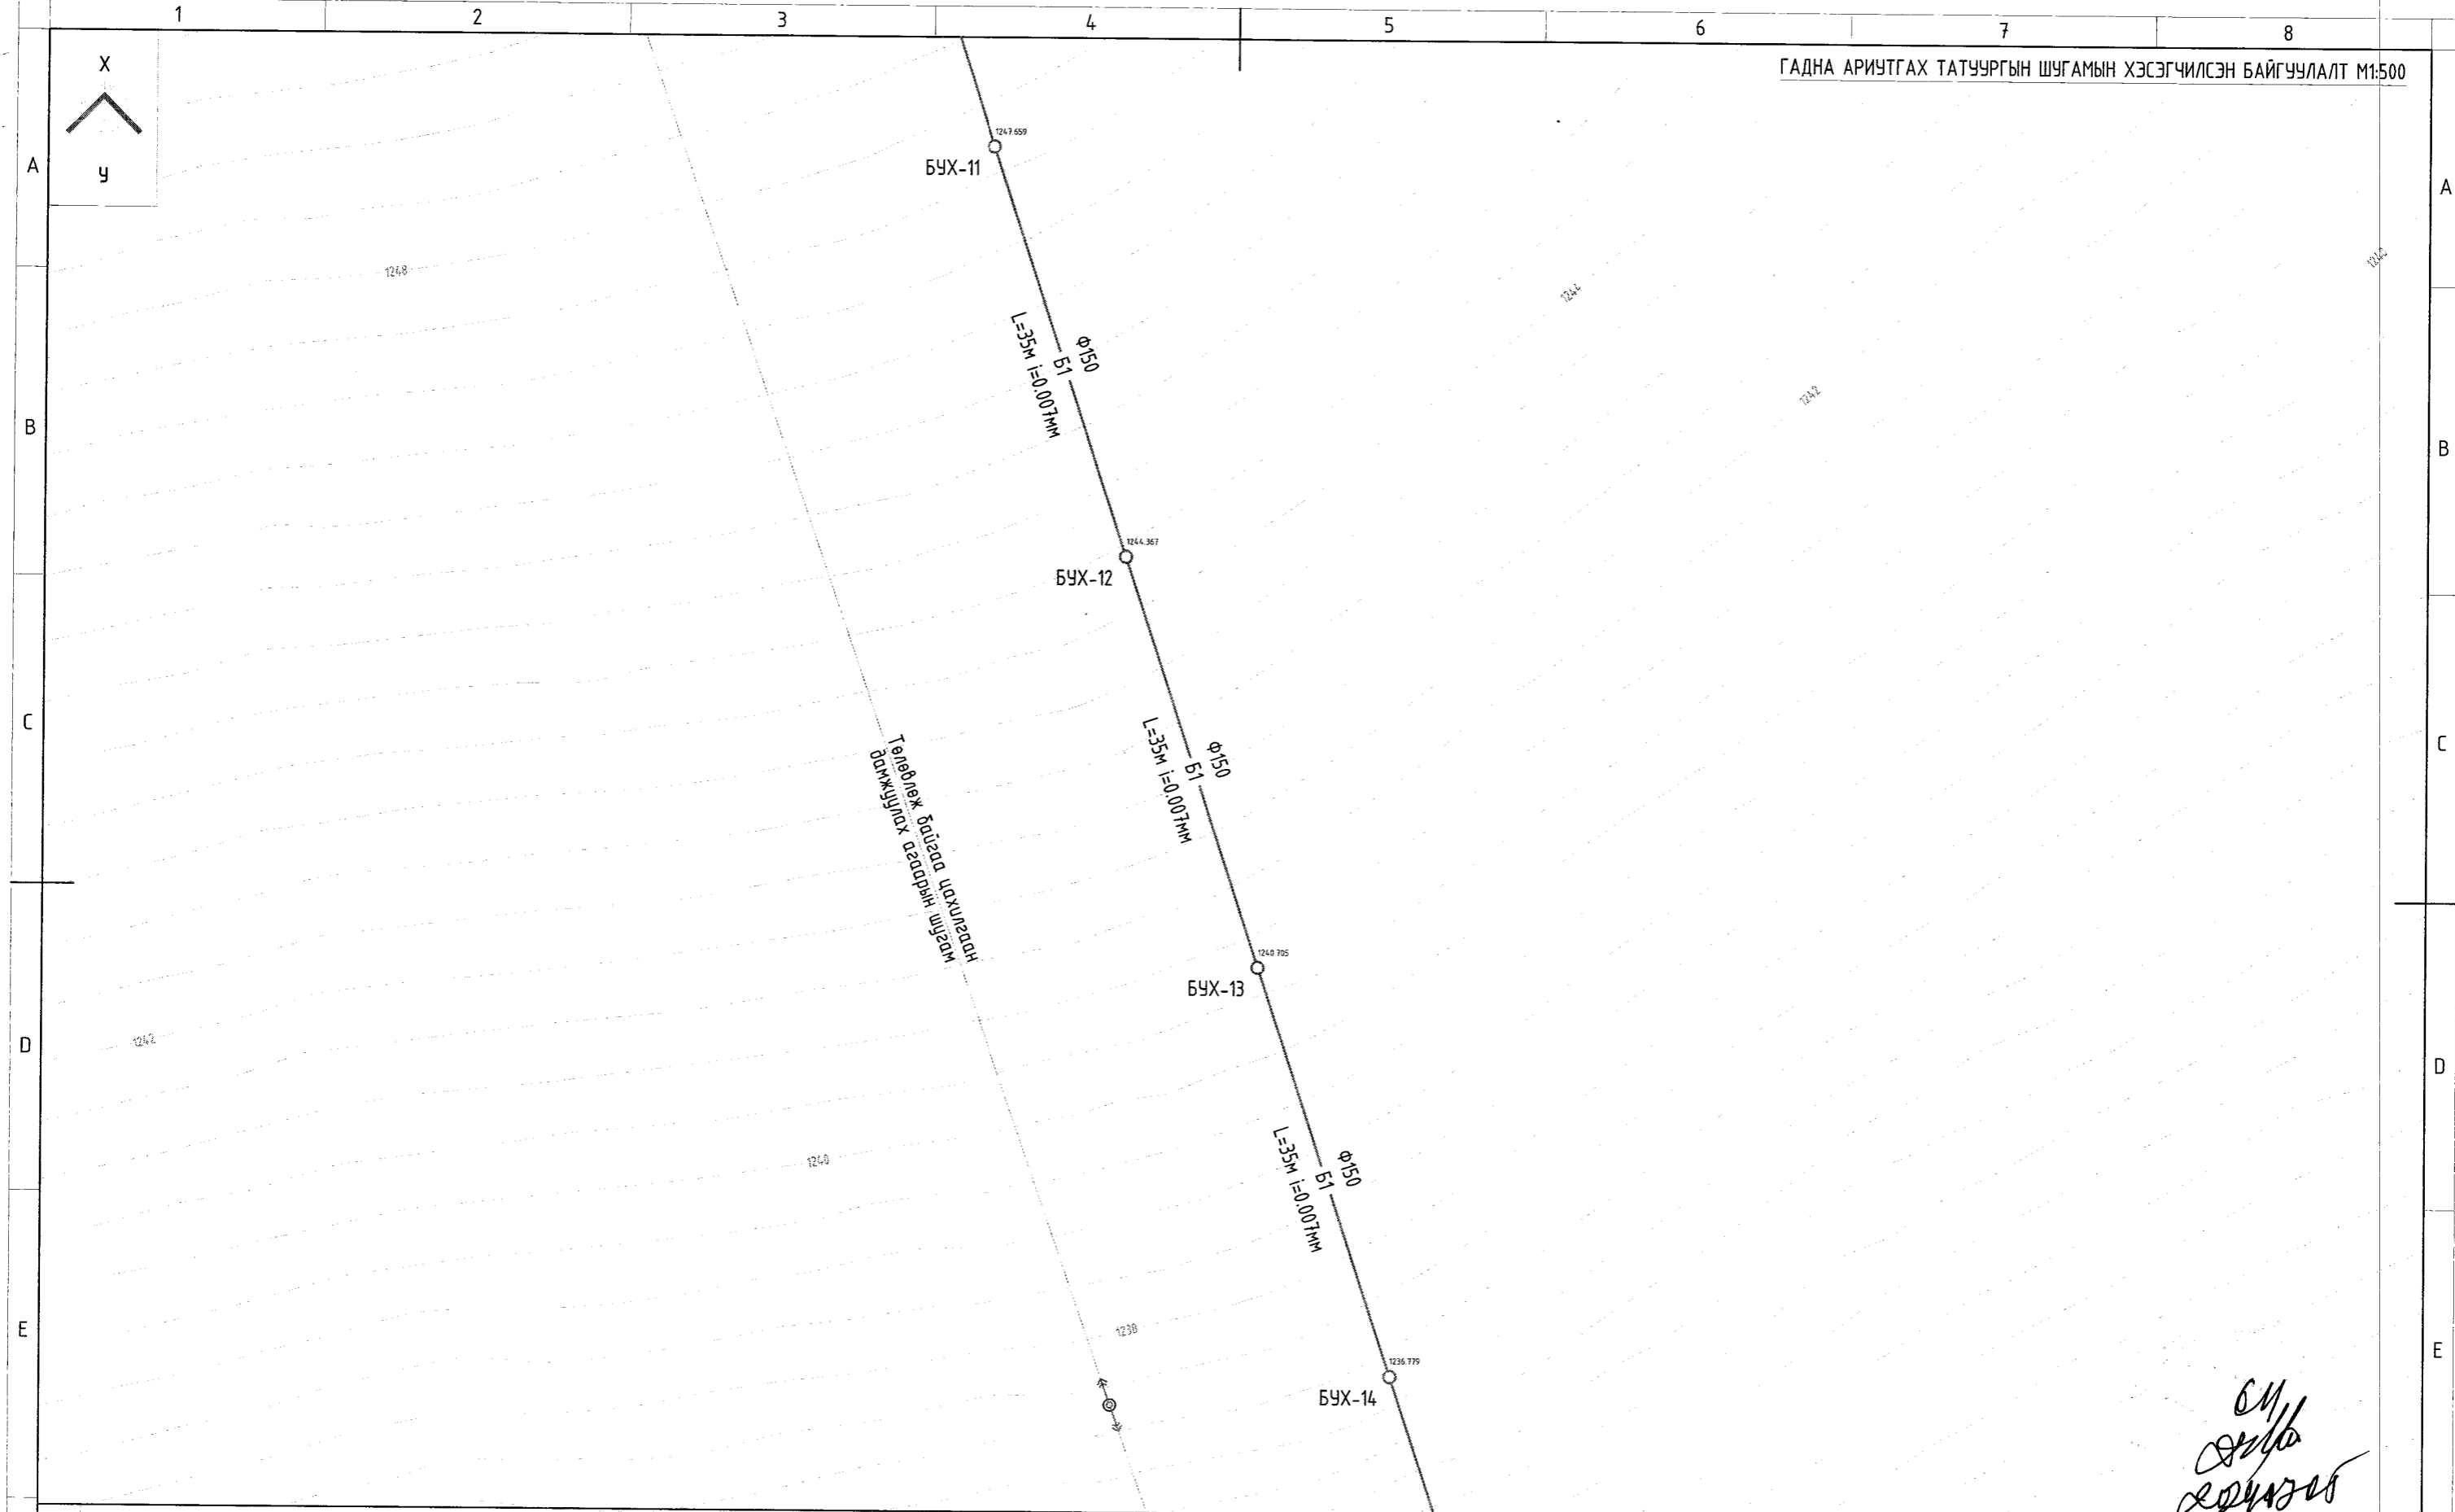 1 2 3 4 5 6 7 8
ГАДНА АРИУТГАХ ТАТУУРГЫН ШУГАМЫН ХЭСЭГЧИЛСЭН БАЙГУУЛАЛТ М1:500
X
У
A
A
1247.659
БУХ-11
1248
1244
1240
Ф150
Б1
L=35м i=0.007мм
1242
B
B
1244.367
БУХ-12
C
C
Ф150
Б1
L=35м i=0.007мм
Төлөвлөж байгаа цахилгаан
дамжуулах агаарын шугам
1240.705
БУХ-13
1242
D
D
1240
Ф150
Б1
L=35м i=0.007мм
1238
E
E
1236.779
БУХ-14